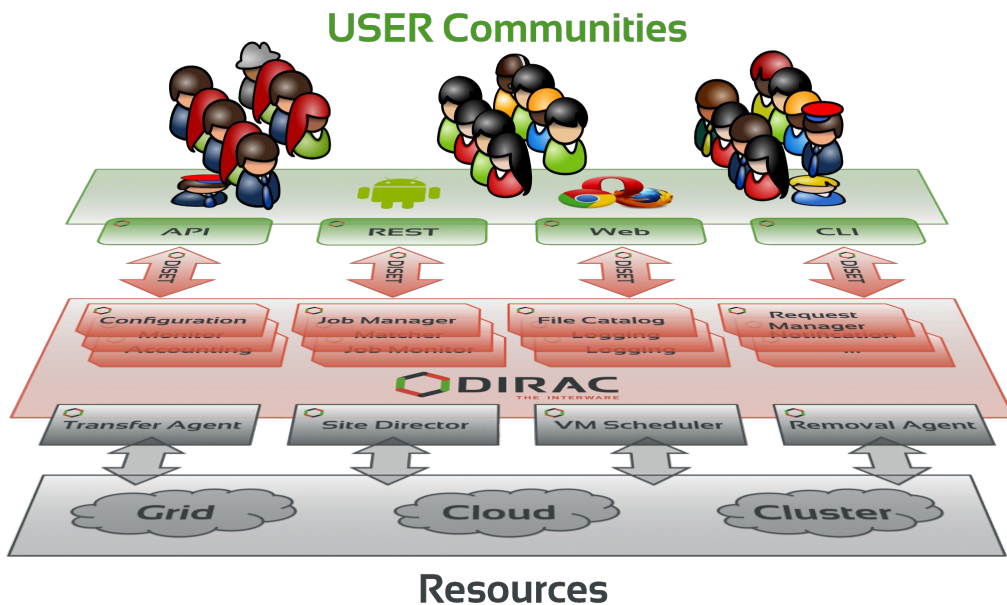 USER Communities
API
REST
Web
CLI
DISET
DISET
DISET
DISET
Configuration
Monitor
Accounting
Job Manager
Matcher
Job Monitor
File Catalog
Logging
Logging
Request
Manager
Notification
...
DIRAC
THE INTERWARE
Transfer Agent
Site Director
VM Scheduler
Removal Agent
Grid
Cloud
Cluster
Resources